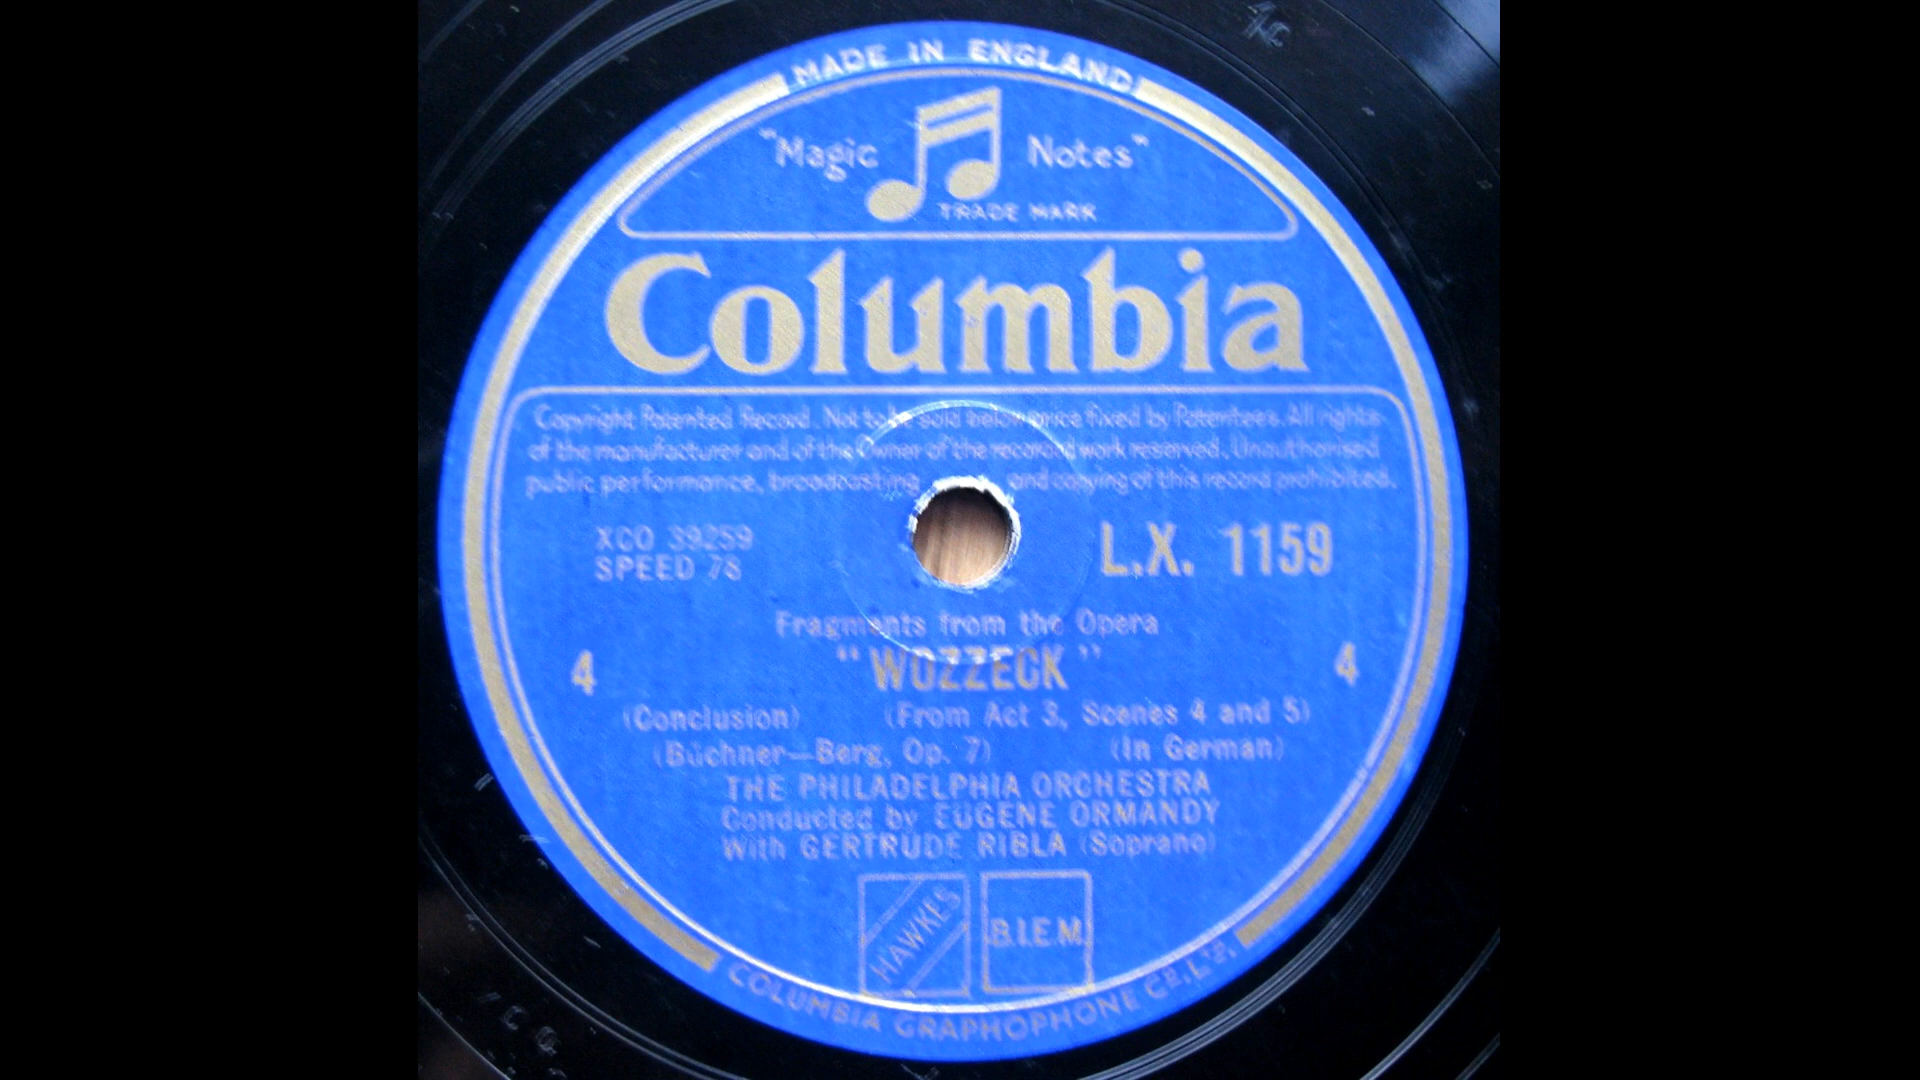 MADE IN ENGLAND
"Magic Notes"
TRADE MARK
Columbia
Copyright Patented Record. Not to be sold below price fixed by Patentees. All rights
of the manufacturer and of the Owner of the recorded work reserved. Unauthorised
public performance, broadcasting and copying of this record prohibited.
XCO 39259
SPEED 78
L.X. 1159
Fragments from the Opera
"WOZZECK"
4 4
(Conclusion) (From Act 3, Scenes 4 and 5)
(Büchner—Berg, Op. 7) (In German)
THE PHILADELPHIA ORCHESTRA
Conducted by EUGENE ORMANDY
With GERTRUDE RIBLA (Soprano)
HAWKES
B.I.E.M.
COLUMBIA GRAPHOPHONE Co., LTD.